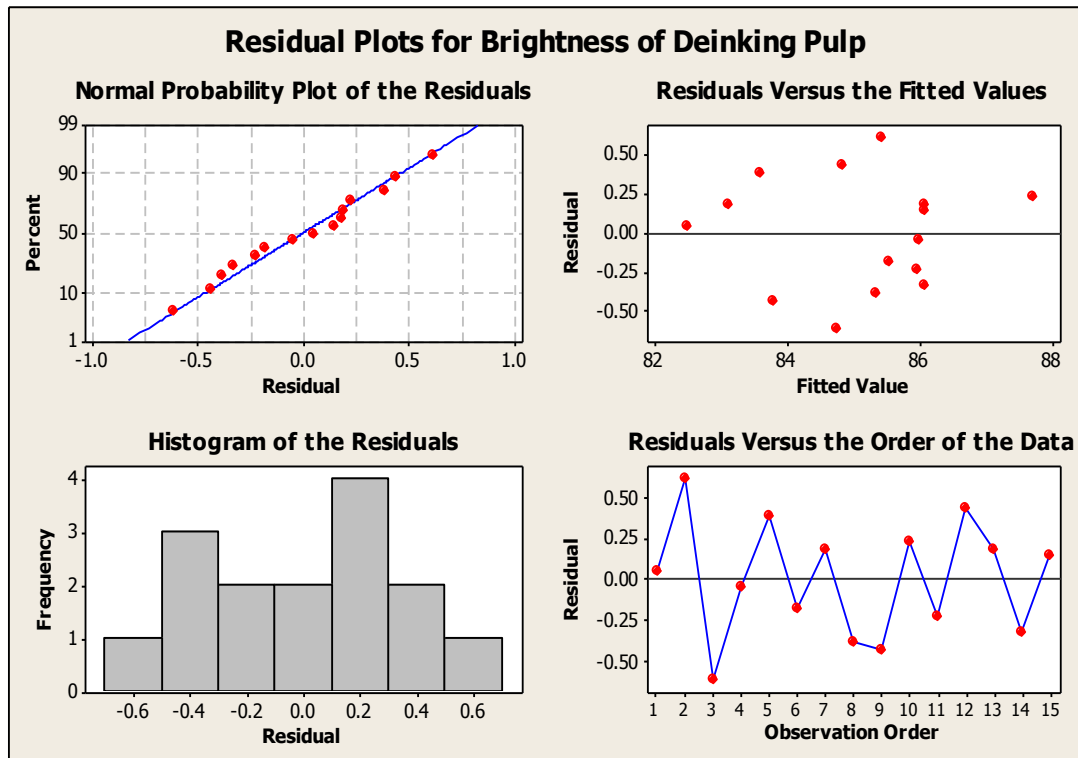 Residual Plots for Brightness of Deinking Pulp
Normal Probability Plot of the Residuals
99
90
50
10
1
Percent
-1.0 -0.5 0.0 0.5 1.0
Residual
Residuals Versus the Fitted Values
0.50
0.25
0.00
-0.25
-0.50
Residual
82 84 86 88
Fitted Value
Histogram of the Residuals
4
3
2
1
0
Frequency
-0.6 -0.4 -0.2 0.0 0.2 0.4 0.6
Residual
Residuals Versus the Order of the Data
0.50
0.25
0.00
-0.25
-0.50
Residual
1 2 3 4 5 6 7 8 9 10 11 12 13 14 15
Observation Order